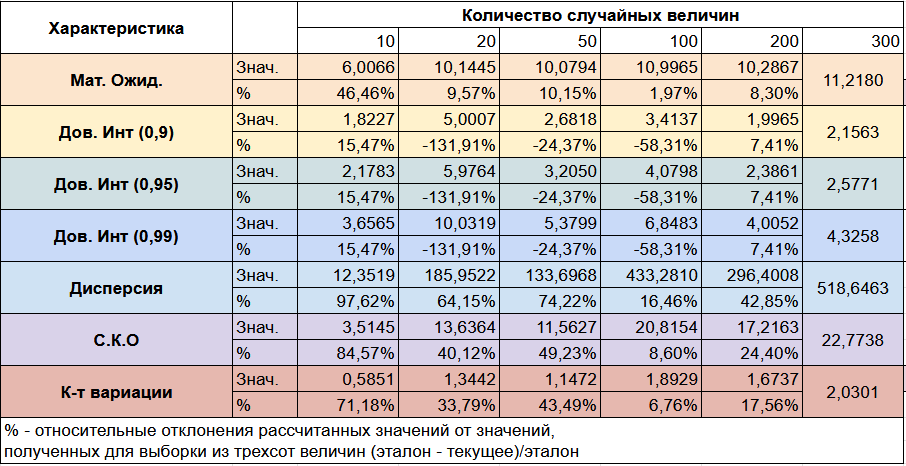 Характеристика Количество случайных величин
10 20 50 100 200 300
Мат. Ожид. Знач. 6,0066 10,1445 10,0794 10,9965 10,2867 11,2180
% 46,46% 9,57% 10,15% 1,97% 8,30%
Дов. Инт (0,9) Знач. 1,8227 5,0007 2,6818 3,4137 1,9965 2,1563
% 15,47% -131,91% -24,37% -58,31% 7,41%
Дов. Инт (0,95) Знач. 2,1783 5,9764 3,2050 4,0798 2,3861 2,5771
% 15,47% -131,91% -24,37% -58,31% 7,41%
Дов. Инт (0,99) Знач. 3,6565 10,0319 5,3799 6,8483 4,0052 4,3258
% 15,47% -131,91% -24,37% -58,31% 7,41%
Дисперсия Знач. 12,3519 185,9522 133,6968 433,2810 296,4008 518,6463
% 97,62% 64,15% 74,22% 16,46% 42,85%
С.К.О Знач. 3,5145 13,6364 11,5627 20,8154 17,2163 22,7738
% 84,57% 40,12% 49,23% 8,60% 24,40%
К-т вариации Знач. 0,5851 1,3442 1,1472 1,8929 1,6737 2,0301
% 71,18% 33,79% 43,49% 6,76% 17,56%
% - относительные отклонения рассчитанных значений от значений,
полученных для выборки из трехсот величин (эталон - текущее)/эталон